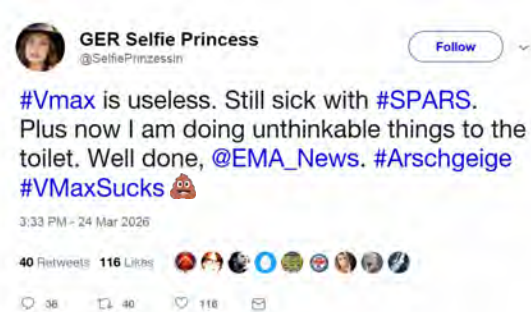 GER Selfie Princess
@SelfiePrinzessin
Follow
#Vmax is useless. Still sick with #SPARS.
Plus now I am doing unthinkable things to the
toilet. Well done, @EMA_News. #Arschgeige
#VMaxSucks 💩
3:33 PM - 24 Mar 2026
40 Retweets 116 Likes
36 40 116